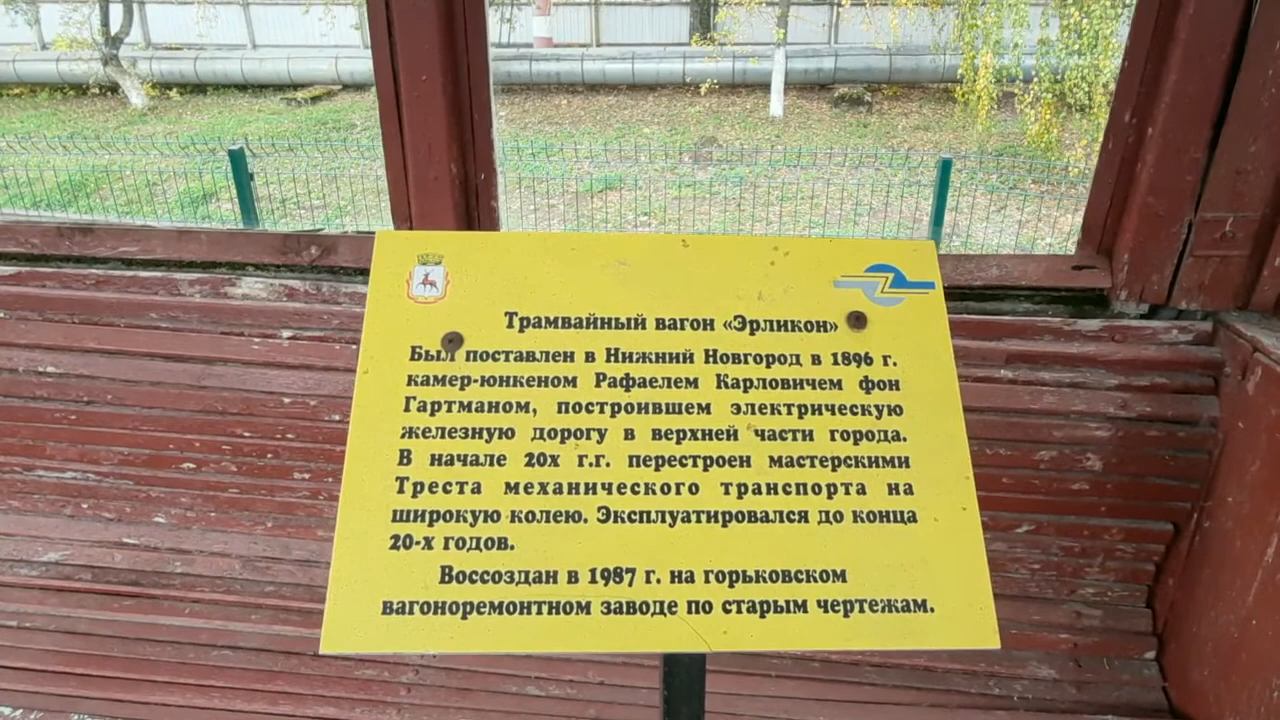 Трамвайный вагон «Эрликон»
Был поставлен в Нижний Новгород в 1896 г.
камер-юнкеном Рафаелем Карловичем фон
Гартманом, построившем электрическую
железную дорогу в верхней части города.
В начале 20х г.г. перестроен мастерскими
Треста механического транспорта на
широкую колею. Эксплуатировался до конца
20-х годов.
Воссоздан в 1987 г. на горьковском
вагоноремонтном заводе по старым чертежам.